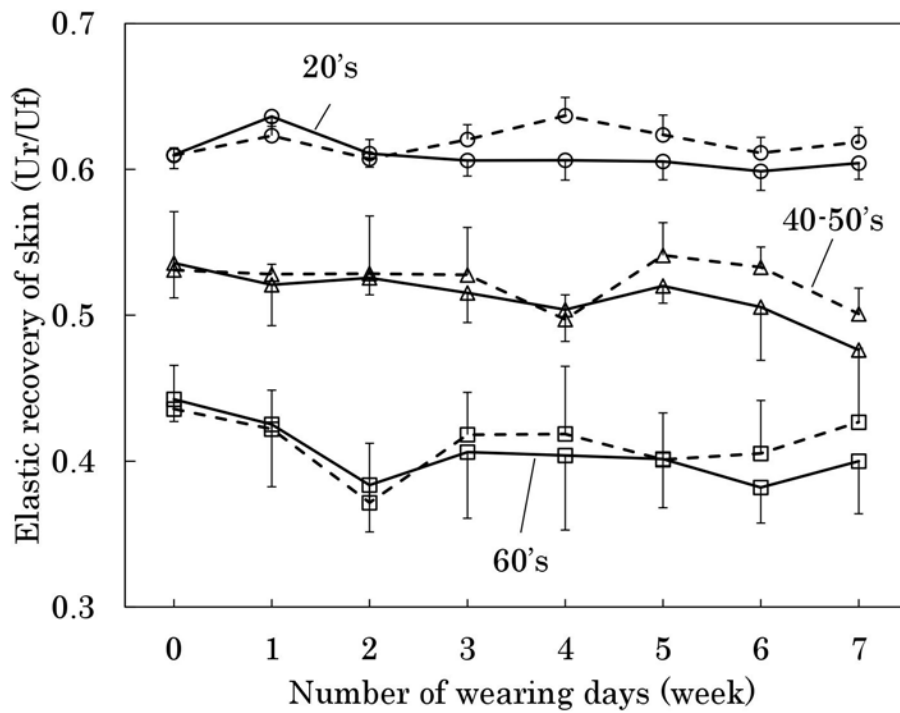 Elastic recovery of skin (Ur/Uf)
0.7
0.6
0.5
0.4
0.3
20's
40-50's
60's
0 1 2 3 4 5 6 7
Number of wearing days (week)